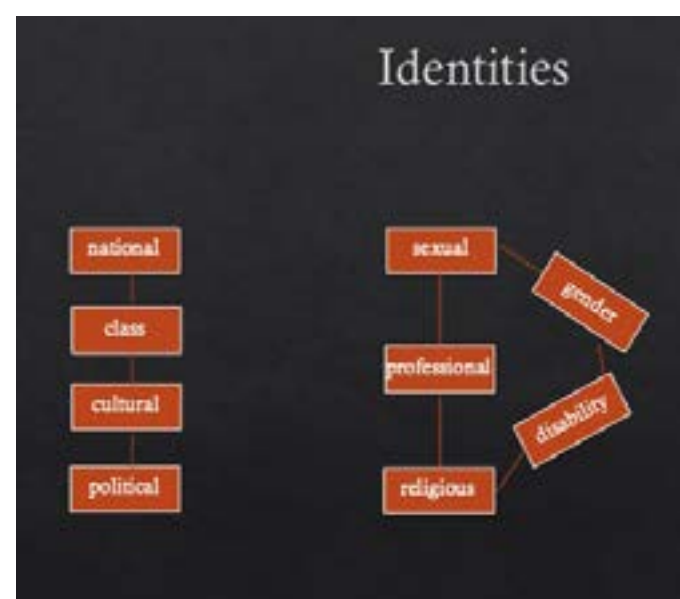 Identities
national
class
cultural
political
sexual
professional
religious
gender
disability